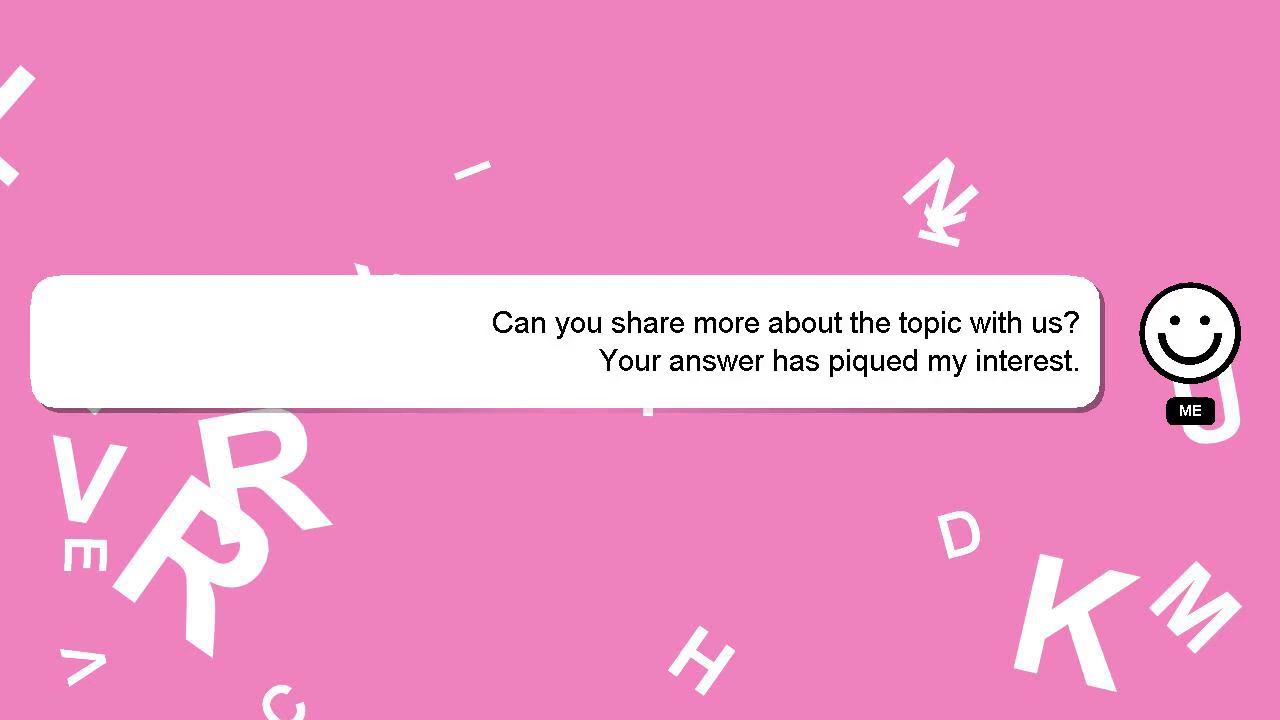 Can you share more about the topic with us?
Your answer has piqued my interest.
ME
I
N
K
V
R
R
E
U
D
K
M
V
H
C